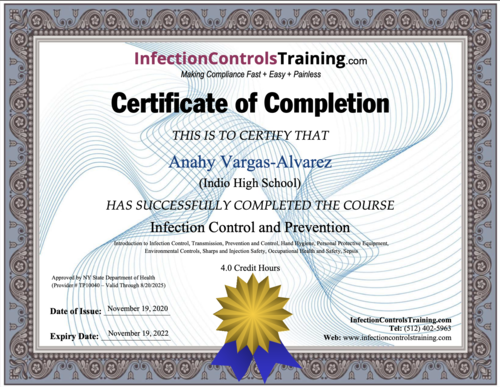 InfectionControlsTraining.com
Making Compliance Fast + Easy + Painless
Certificate of Completion
THIS IS TO CERTIFY THAT
Anahy Vargas-Alvarez
(Indio High School)
HAS SUCCESSFULLY COMPLETED THE COURSE
Infection Control and Prevention
Introduction to Infection Control, Transmission, Prevention and Control, Hand Hygiene, Personal Protective Equipment,
Environmental Controls, Sharps and Injection Safety, Occupational Health and Safety, Sepsis
4.0 Credit Hours
Approved by NY State Department of Health
(Provider # TP10040 – Valid Through 8/20/2025)
Date of Issue: November 19, 2020
Expiry Date: November 19, 2022
InfectionControlsTraining.com
Tel: (512) 402-5963
Web: www.infectioncontrolstraining.com